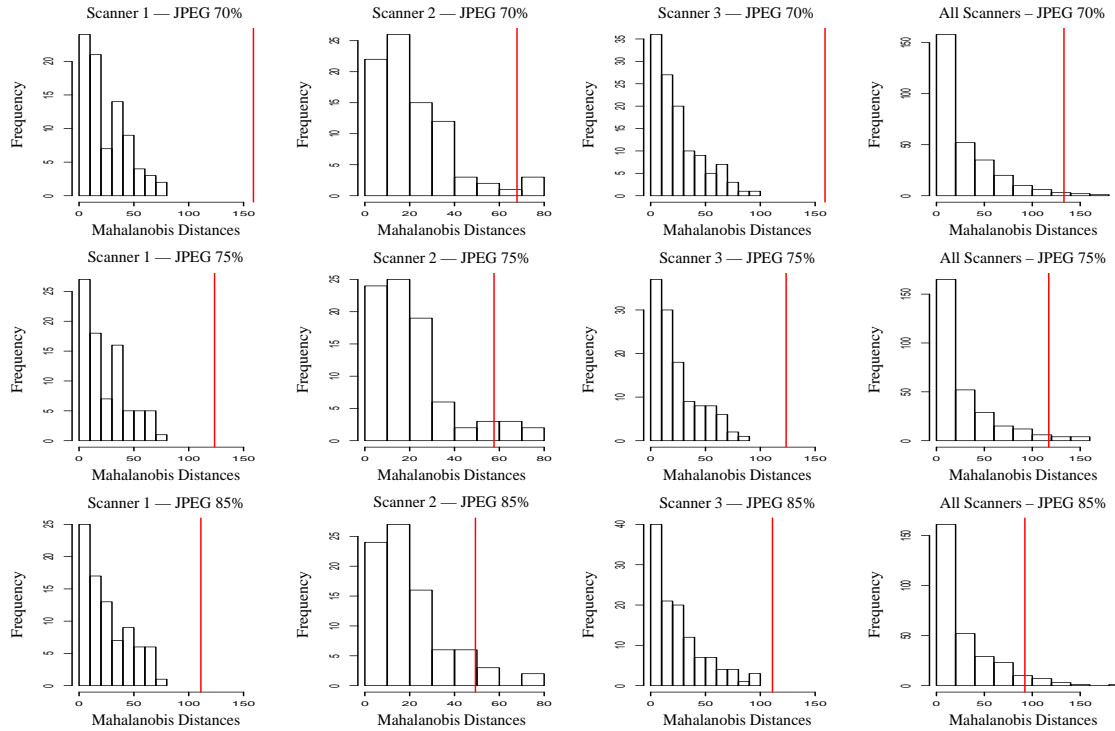 Scanner 1 — JPEG 70%
Scanner 2 — JPEG 70%
Scanner 3 — JPEG 70%
All Scanners – JPEG 70%
Frequency
0 5 10 15 20
0 50 100 150
Mahalanobis Distances
Frequency
0 5 10 15 20 25
0 20 40 60 80
Mahalanobis Distances
Frequency
0 5 10 15 20 25 30 35
0 50 100 150
Mahalanobis Distances
Frequency
0 50 100 150
0 50 100 150
Mahalanobis Distances
Scanner 1 — JPEG 75%
Scanner 2 — JPEG 75%
Scanner 3 — JPEG 75%
All Scanners – JPEG 75%
Frequency
0 5 10 15 20 25
0 50 100 150
Mahalanobis Distances
Frequency
0 5 10 15 20 25
0 20 40 60 80
Mahalanobis Distances
Frequency
0 10 20 30
0 50 100 150
Mahalanobis Distances
Frequency
0 50 100 150
0 50 100 150
Mahalanobis Distances
Scanner 1 — JPEG 85%
Scanner 2 — JPEG 85%
Scanner 3 — JPEG 85%
All Scanners – JPEG 85%
Frequency
0 5 10 15 20 25
0 50 100 150
Mahalanobis Distances
Frequency
0 5 10 15 20 25
0 20 40 60 80
Mahalanobis Distances
Frequency
0 10 20 30 40
0 50 100 150
Mahalanobis Distances
Frequency
0 50 100 150
0 50 100 150
Mahalanobis Distances